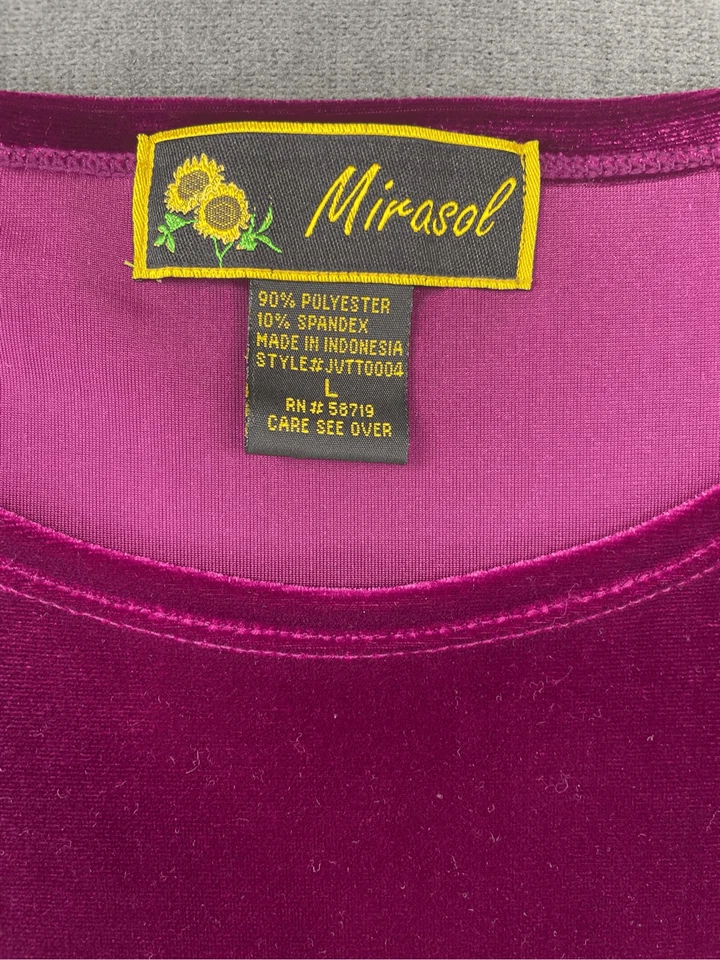 Mirasol
90% POLYESTER
10% SPANDEX
MADE IN INDONESIA
STYLE#JVTT0004
L
RN# 58719
CARE SEE OVER